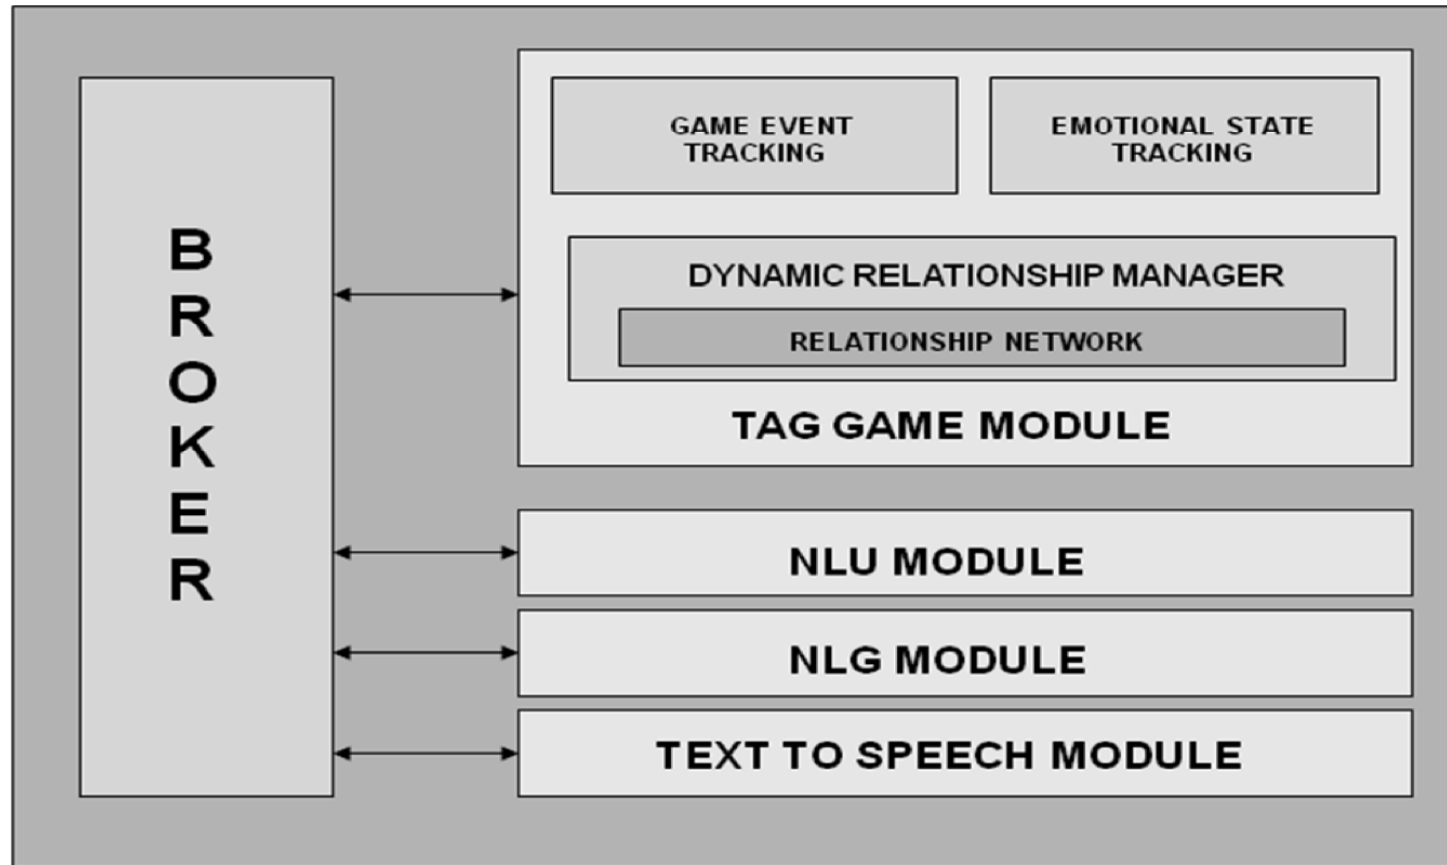 BROKER
GAME EVENT
TRACKING
EMOTIONAL STATE
TRACKING
DYNAMIC RELATIONSHIP MANAGER
RELATIONSHIP NETWORK
TAG GAME MODULE
NLU MODULE
NLG MODULE
TEXT TO SPEECH MODULE